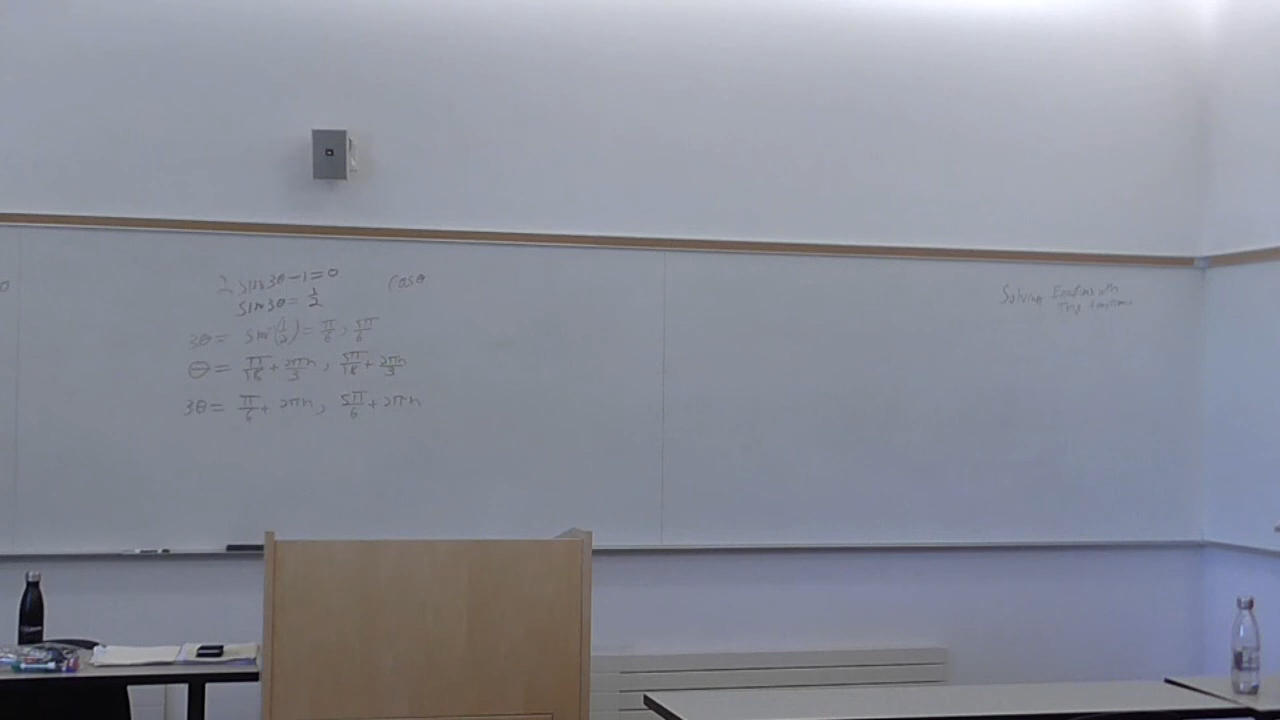 2 sin3θ-1=0
cosθ
sin3θ = 1/2
3θ = sin⁻¹(1/2) = π/6, 5π/6
θ = π/18 + 2πn/3, 5π/18 + 2πn/3
3θ = π/6 + 2πn, 5π/6 + 2πn
Solving Equations with
Trig functions